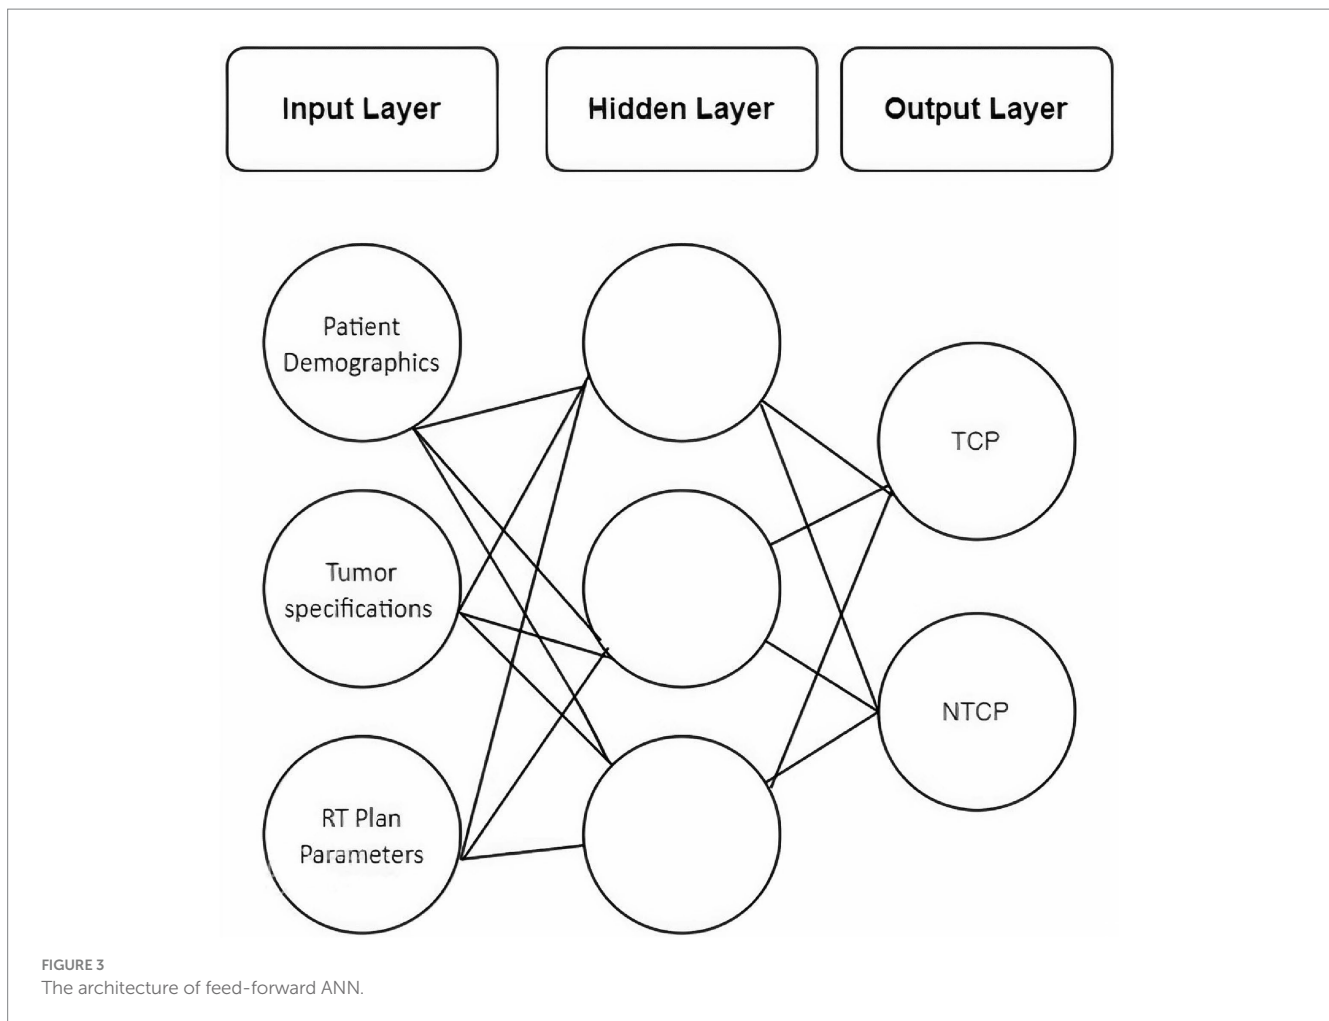 Input Layer
Hidden Layer
Output Layer
Patient
Demographics
Tumor
specifications
RT Plan
Parameters
TCP
NTCP
FIGURE 3
The architecture of feed-forward ANN.